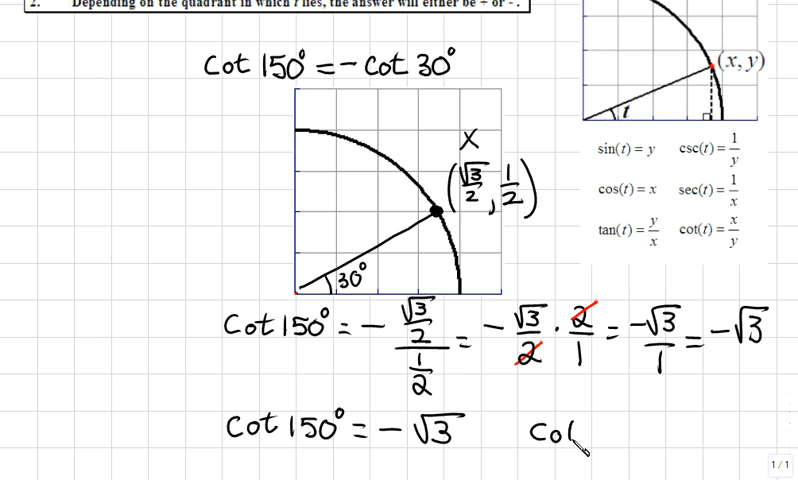 2. Depending on the quadrant in which t lies, the answer will either be + or - .
cot 150° = - cot 30°
(x, y)
t
x
(√3/2, 1/2)
30°
sin(t) = y csc(t) = 1/y
cos(t) = x sec(t) = 1/x
tan(t) = y/x cot(t) = x/y
Cot 150° = - (√3/2)/(1/2) = - √3/2 · 2/1 = -√3/1 = -√3
Cot 150° = - √3 Cot
1 / 1